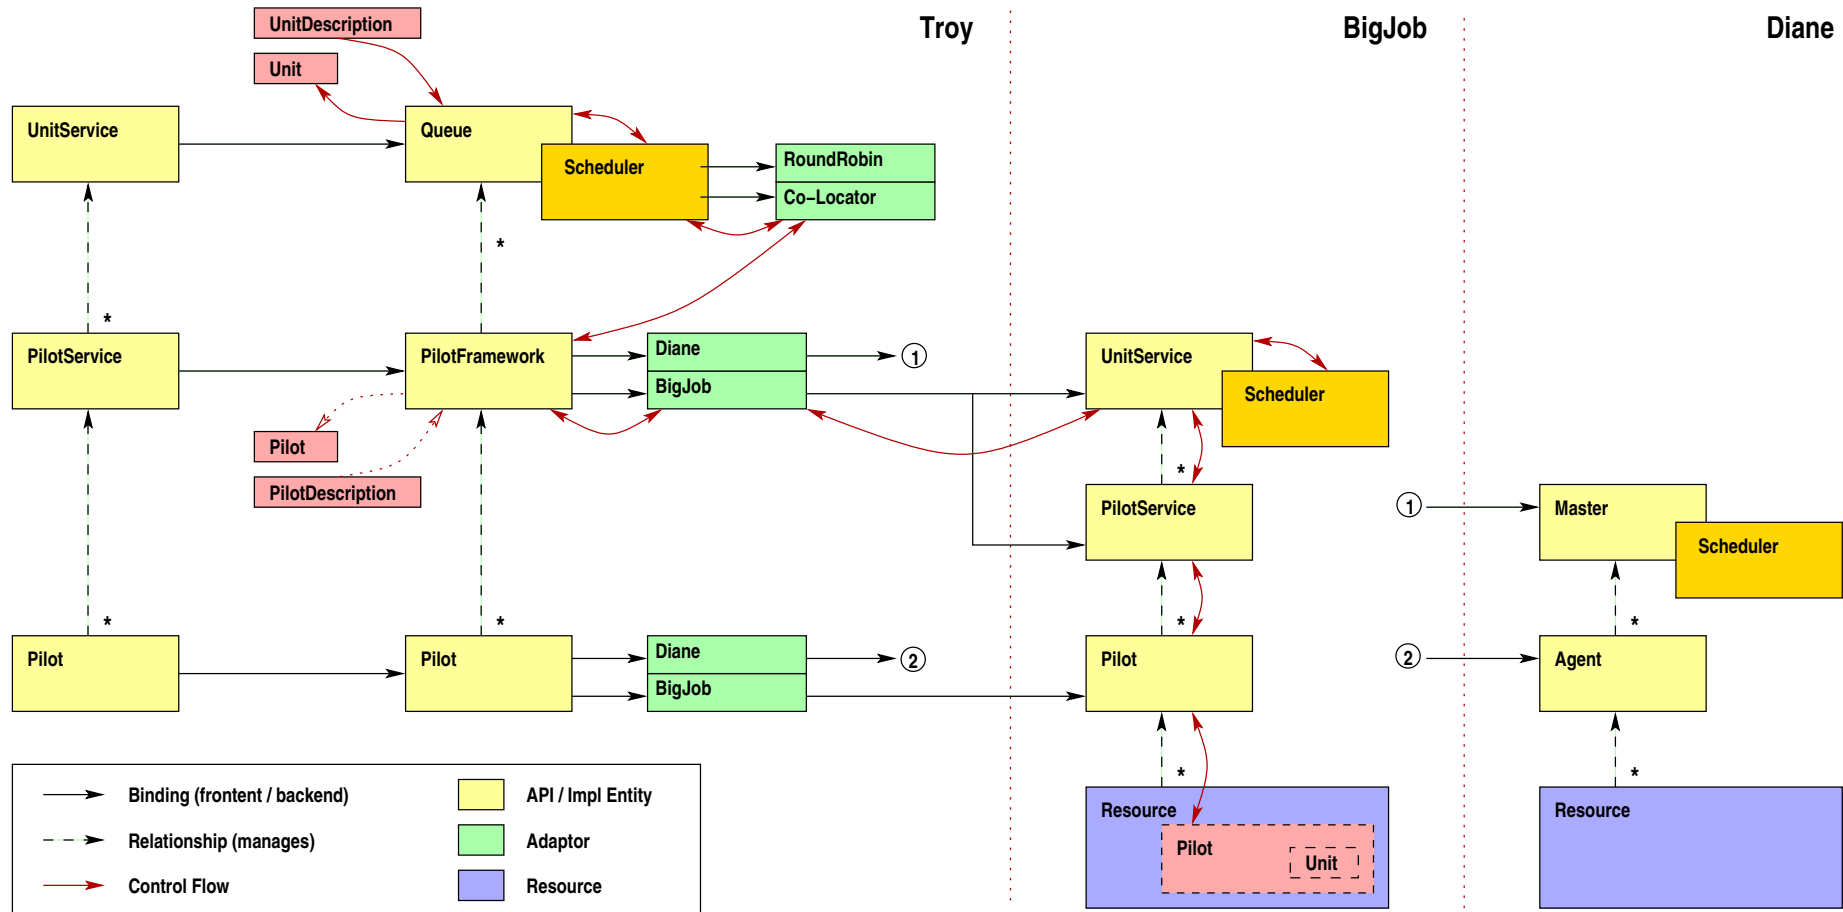 UnitDescription
Troy
BigJob
Diane
Unit
UnitService
Queue
Scheduler
RoundRobin
Co-Locator
*
*
PilotService
PilotFramework
Diane
BigJob
1
UnitService
Scheduler
Pilot
PilotDescription
*
PilotService
1
Master
Scheduler
*
*
*
*
Pilot
Pilot
Diane
BigJob
2
Pilot
2
Agent
*
*
Binding (frontent / backend)
API / Impl Entity
Relationship (manages)
Adaptor
Control Flow
Resource
Resource
Pilot
Unit
Resource